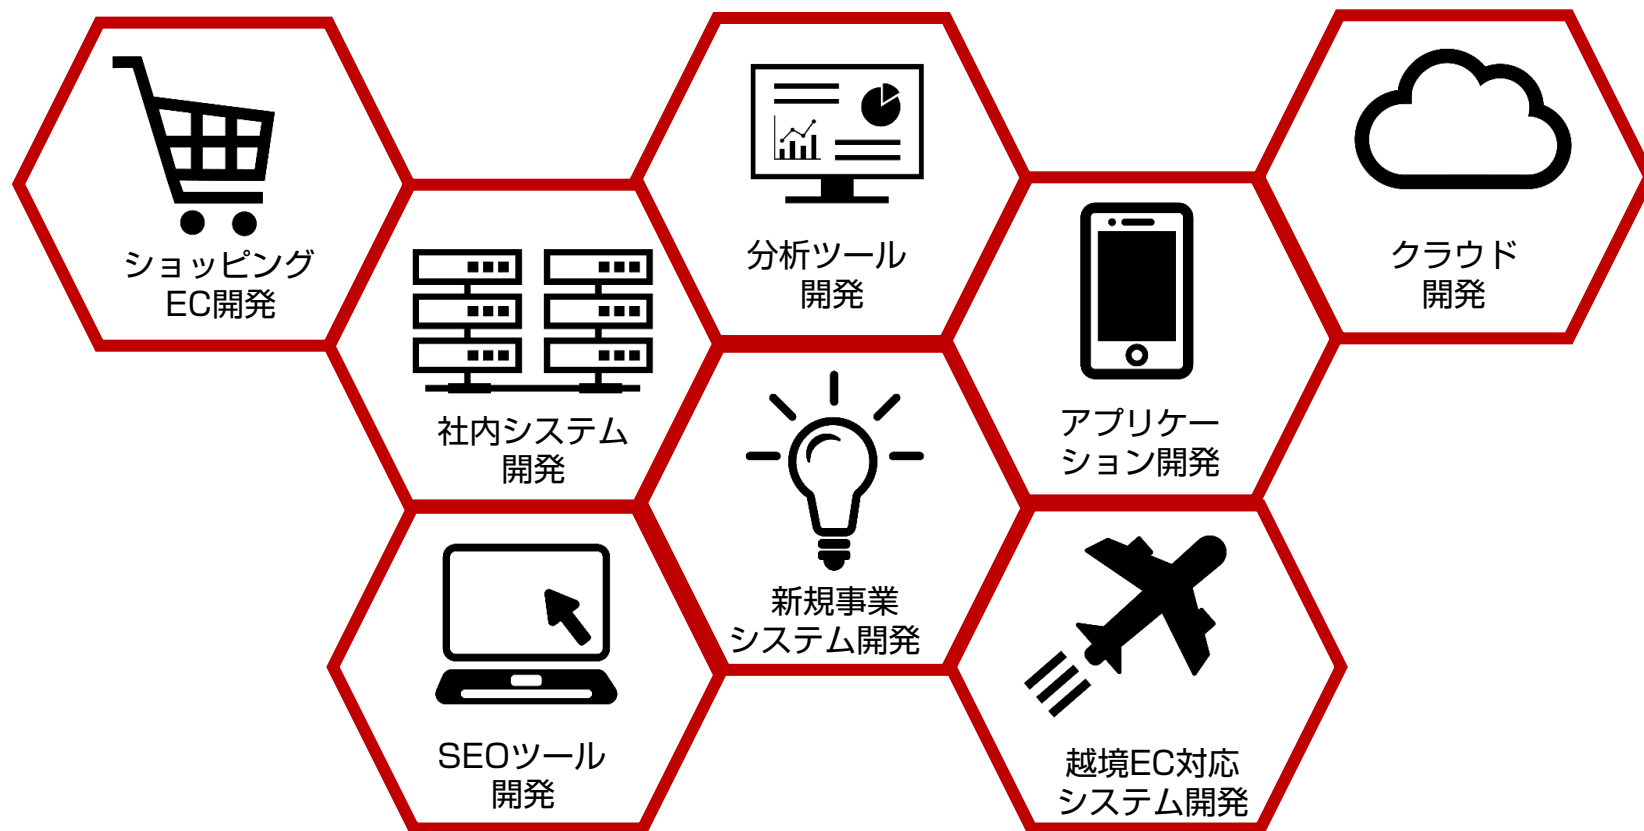 ショッピング
EC開発
社内システム
開発
分析ツール
開発
アプリケー
ション開発
クラウド
開発
新規事業
システム開発
SEOツール
開発
越境EC対応
システム開発